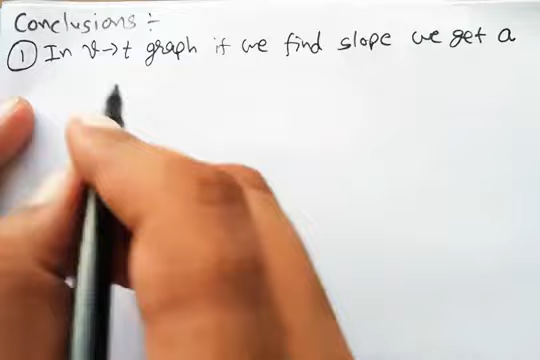 Conclusions :-
① In v→t graph if we find slope we get a